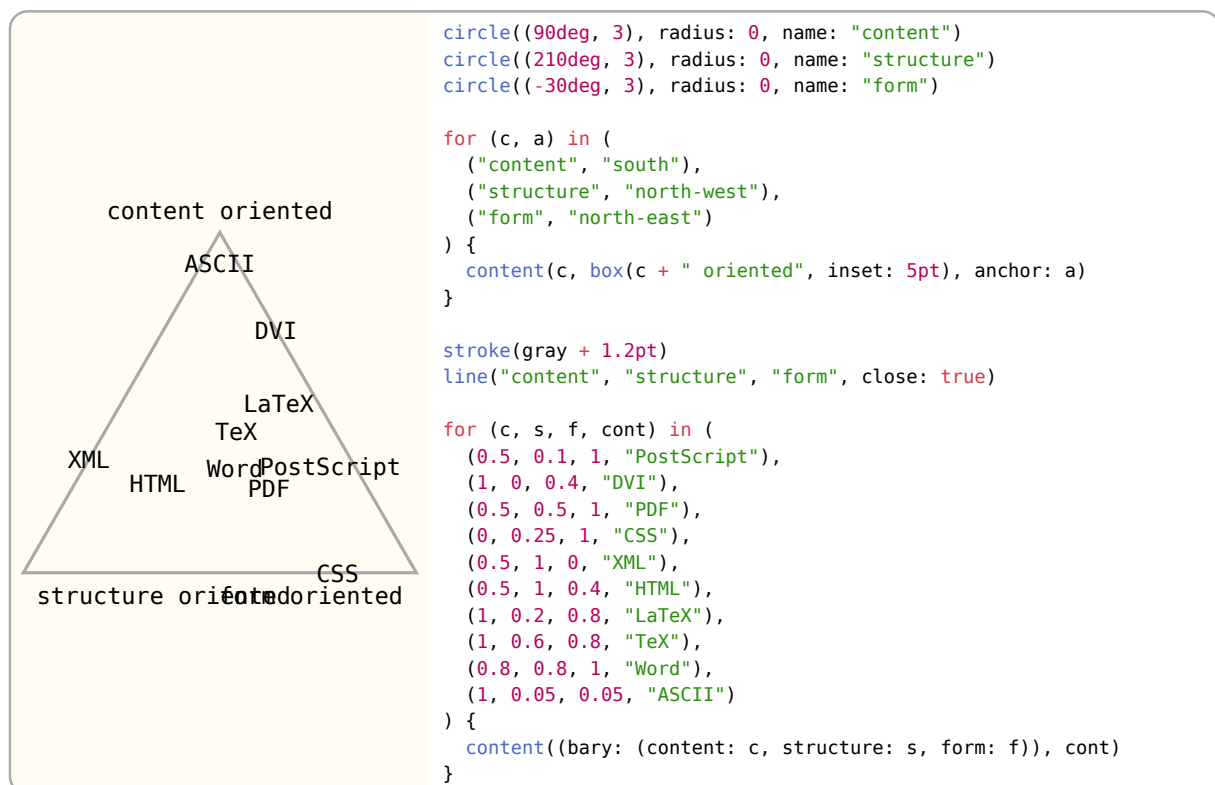 content oriented
ASCII
DVI
LaTeX
TeX
XML
HTML
Word
PostScript
PDF
CSS
structure oriented
form oriented
circle((90deg, 3), radius: 0, name: "content")
circle((210deg, 3), radius: 0, name: "structure")
circle((-30deg, 3), radius: 0, name: "form")
for (c, a) in (
  ("content", "south"),
  ("structure", "north-west"),
  ("form", "north-east")
) {
  content(c, box(c + " oriented", inset: 5pt), anchor: a)
}
stroke(gray + 1.2pt)
line("content", "structure", "form", close: true)
for (c, s, f, cont) in (
  (0.5, 0.1, 1, "PostScript"),
  (1, 0, 0.4, "DVI"),
  (0.5, 0.5, 1, "PDF"),
  (0, 0.25, 1, "CSS"),
  (0.5, 1, 0, "XML"),
  (0.5, 1, 0.4, "HTML"),
  (1, 0.2, 0.8, "LaTeX"),
  (1, 0.6, 0.8, "TeX"),
  (0.8, 0.8, 1, "Word"),
  (1, 0.05, 0.05, "ASCII")
) {
  content((bary: (content: c, structure: s, form: f)), cont)
}